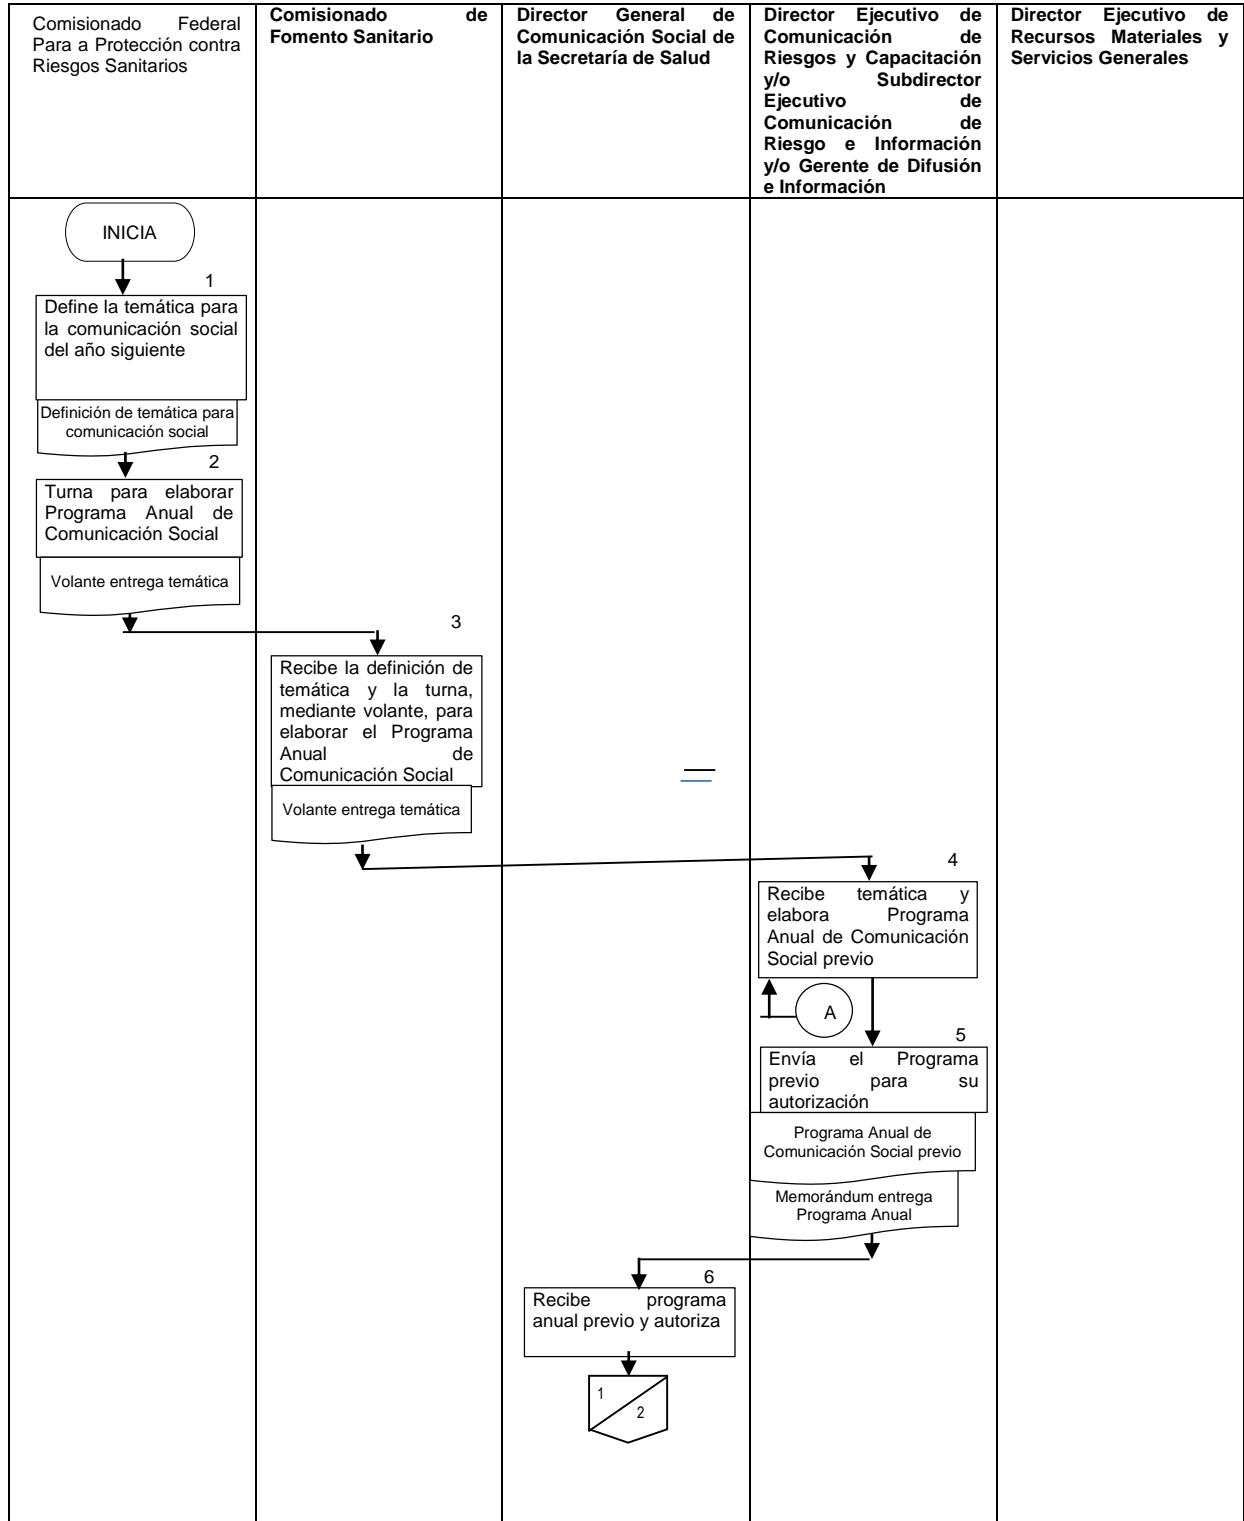 Comisionado Federal
Para a Protección contra
Riesgos Sanitarios
Comisionado de
Fomento Sanitario
Director General de
Comunicación Social de
la Secretaría de Salud
Director Ejecutivo de
Comunicación de
Riesgos y Capacitación
y/o Subdirector
Ejecutivo de
Comunicación de
Riesgo e Información
y/o Gerente de Difusión
e Información
Director Ejecutivo de
Recursos Materiales y
Servicios Generales
INICIA
1
Define la temática para
la comunicación social
del año siguiente
Definición de temática para
comunicación social
2
Turna para elaborar
Programa Anual de
Comunicación Social
Volante entrega temática
3
Recibe la definición de
temática y la turna,
mediante volante, para
elaborar el Programa
Anual de
Comunicación Social
Volante entrega temática
4
Recibe temática y
elabora Programa
Anual de Comunicación
Social previo
A
5
Envía el Programa
previo para su
autorización
Programa Anual de
Comunicación Social previo
Memorándum entrega
Programa Anual
6
Recibe programa
anual previo y autoriza
1
2